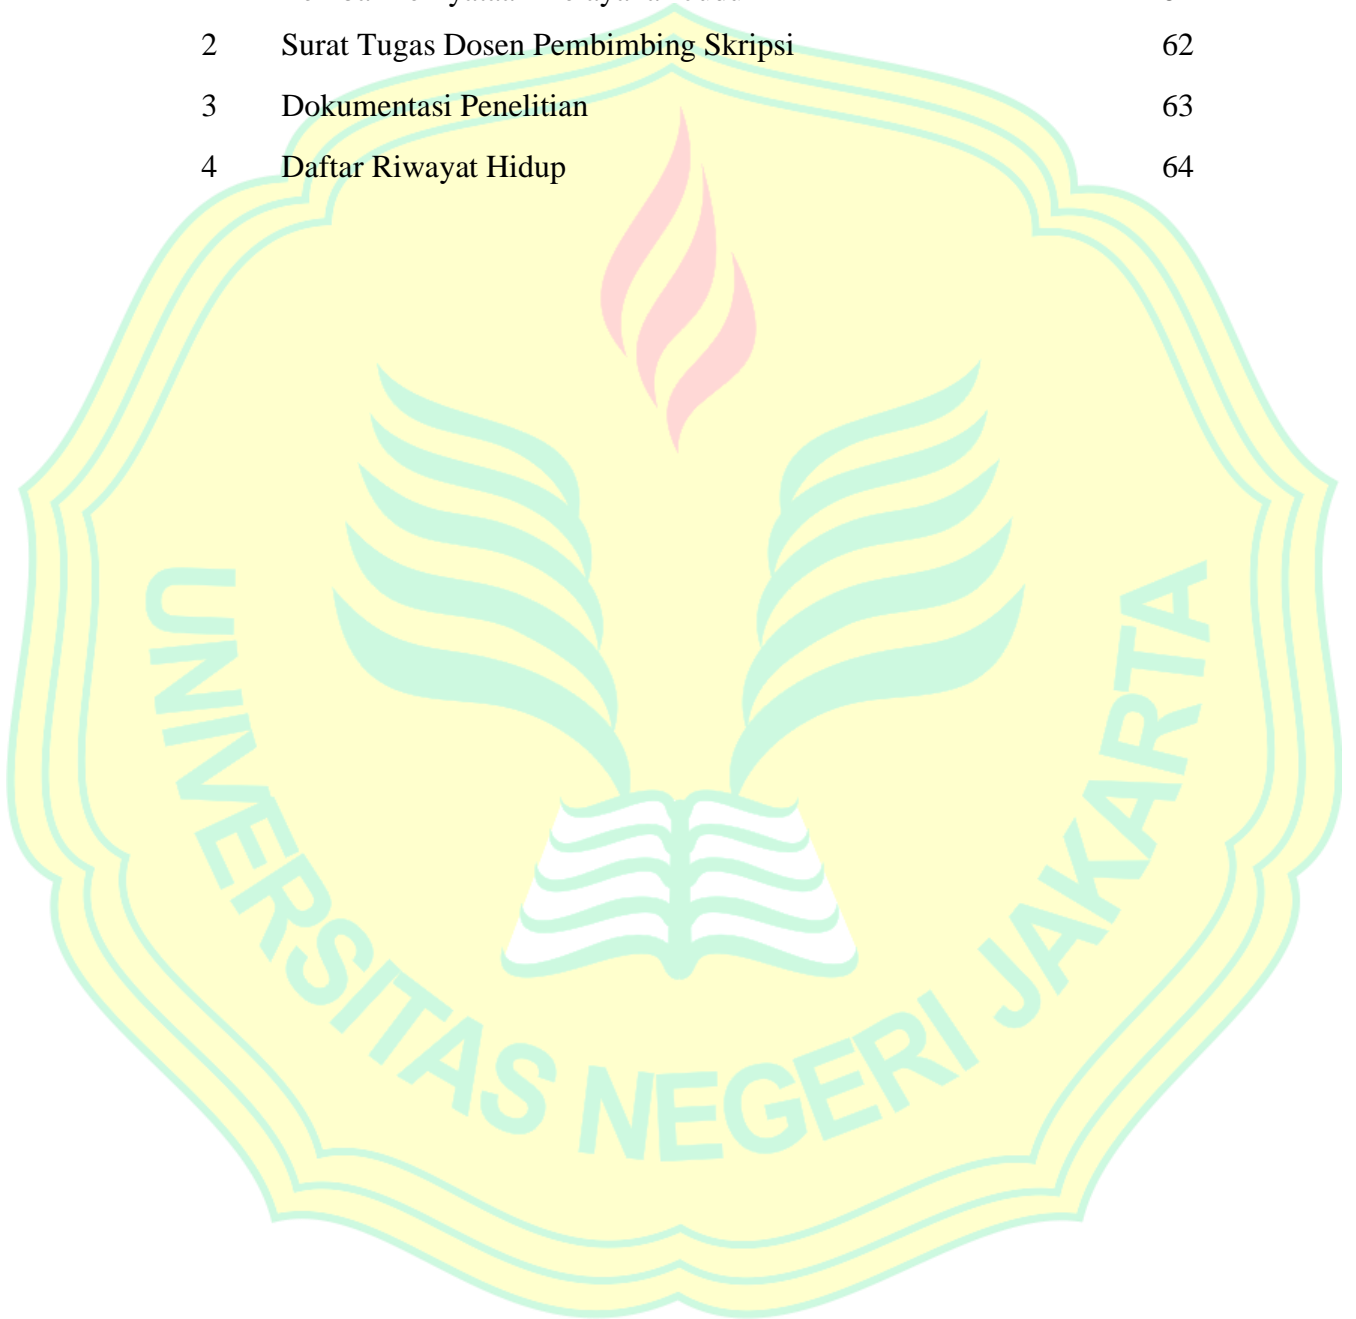 2 Surat Tugas Dosen Pembimbing Skripsi 62
3 Dokumentasi Penelitian 63
4 Daftar Riwayat Hidup 64
UNIVERSITAS NEGERI JAKARTA